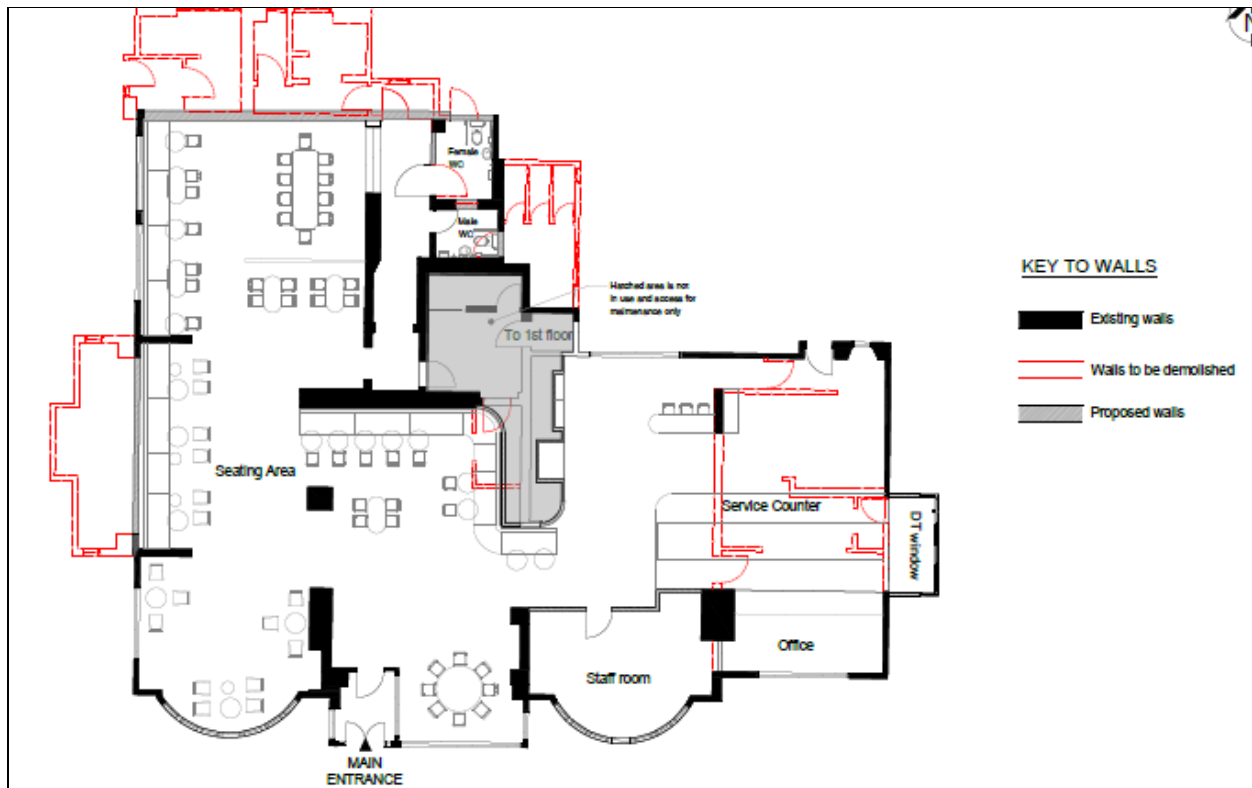 N
Female
WC
Male
WC
Hatched area is not
in use and access for
maintenance only
To 1st floor
KEY TO WALLS
Existing walls
Walls to be demolished
Proposed walls
Seating Area
Service Counter
DT window
Office
Staff room
MAIN
ENTRANCE